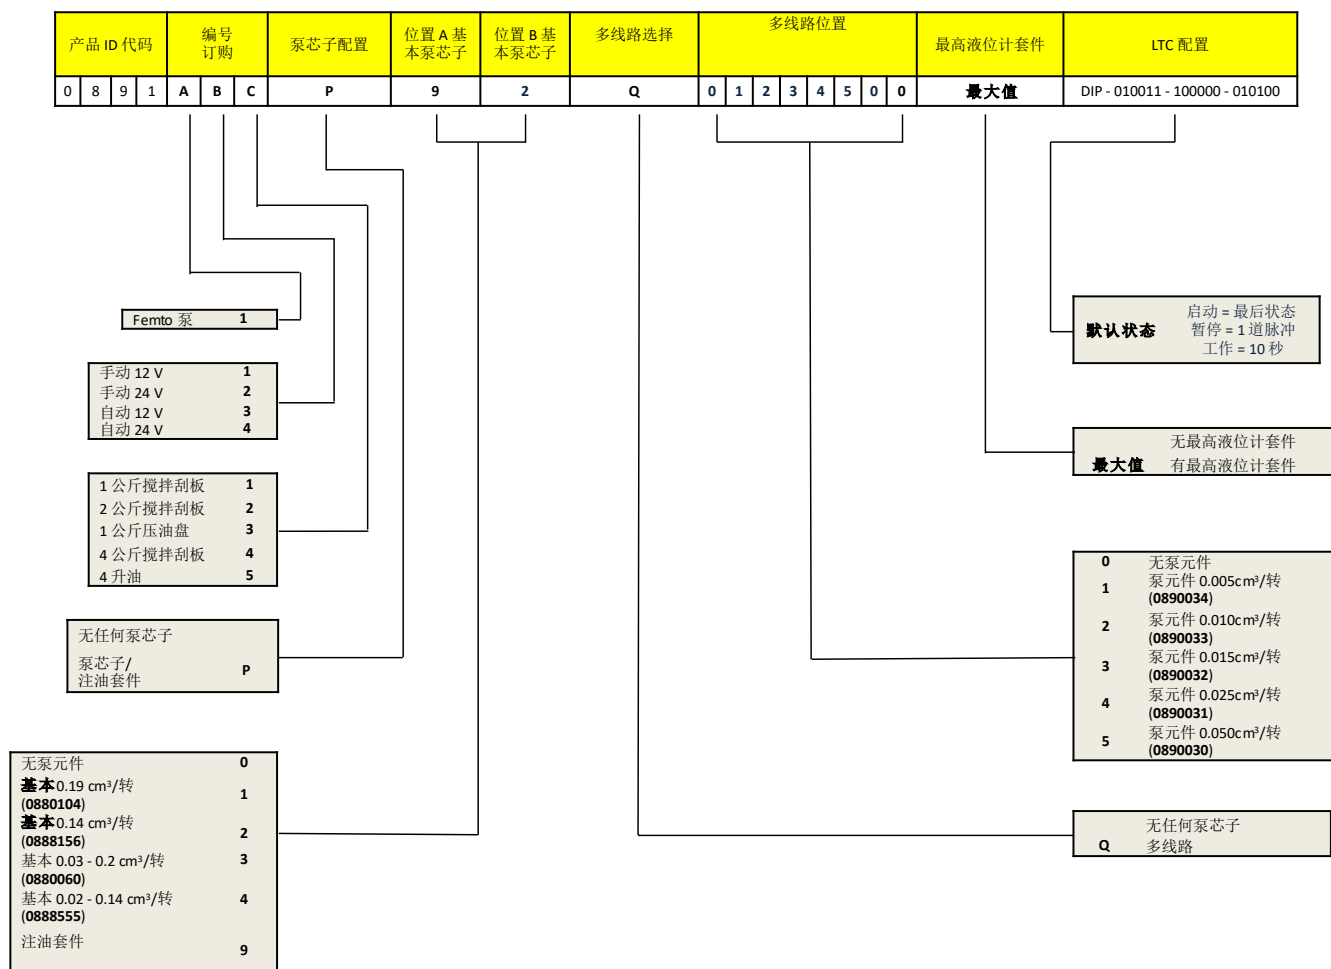 产品 ID 代码
编号
订购
泵芯子配置
位置 A 基
本泵芯子
位置 B 基
本泵芯子
多线路选择
多线路位置
最高液位计套件
LTC 配置
0 8 9 1 A B C P 9 2 Q 0 1 2 3 4 5 0 0 最大值 DIP - 010011 - 100000 - 010100
Femto 泵 1
手动 12 V 1
手动 24 V 2
自动 12 V 3
自动 24 V 4
1 公斤搅拌刮板 1
2 公斤搅拌刮板 2
1 公斤压油盘 3
4 公斤搅拌刮板 4
4 升油 5
无任何泵芯子
泵芯子/
注油套件 P
无泵元件 0
基本 0.19 cm³/转
(0880104) 1
基本 0.14 cm³/转
(0888156) 2
基本 0.03 - 0.2 cm³/转 3
(0880060)
基本 0.02 - 0.14 cm³/转 4
(0888555)
注油套件 9
默认状态
启动 = 最后状态
暂停 = 1 道脉冲
工作 = 10 秒
无最高液位计套件
最大值 有最高液位计套件
0 无泵元件
1 泵元件 0.005cm³/转
(0890034)
2 泵元件 0.010cm³/转
(0890033)
3 泵元件 0.015cm³/转
(0890032)
4 泵元件 0.025cm³/转
(0890031)
5 泵元件 0.050cm³/转
(0890030)
无任何泵芯子
Q 多线路